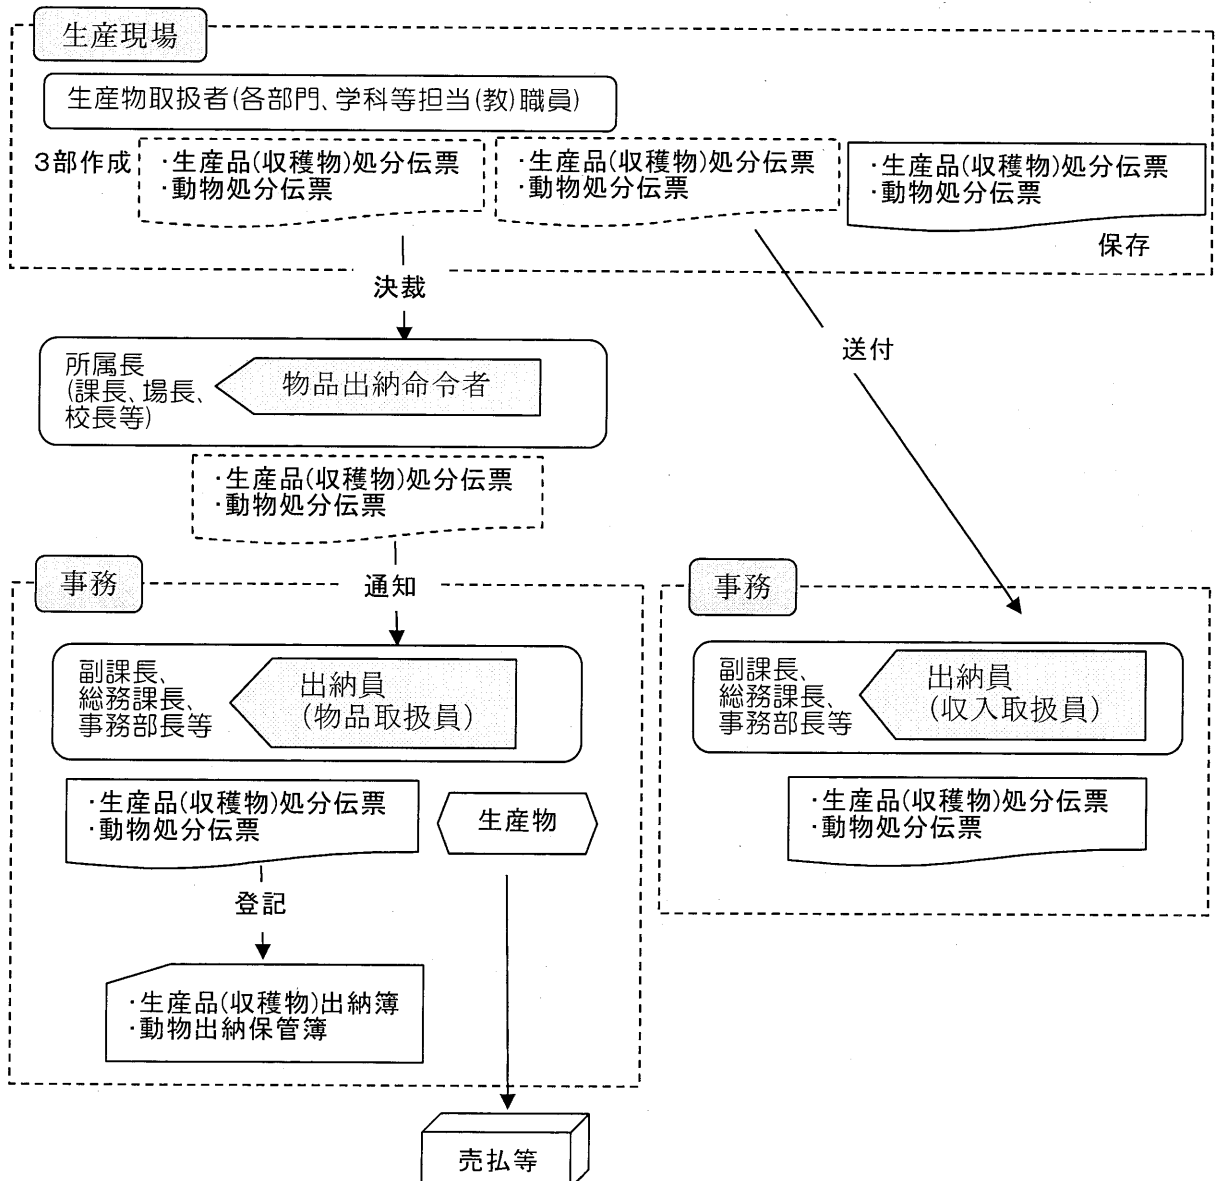 生産現場
生産物取扱者(各部門、学科等担当(教)職員)
3部作成
・生産品(収穫物)処分伝票
・動物処分伝票
・生産品(収穫物)処分伝票
・動物処分伝票
・生産品(収穫物)処分伝票
・動物処分伝票
保存
決裁
送付
所属長
(課長、場長、
校長等)
物品出納命令者
・生産品(収穫物)処分伝票
・動物処分伝票
通知
事務
副課長、
総務課長、
事務部長等
出納員
(物品取扱員)
・生産品(収穫物)処分伝票
・動物処分伝票
生産物
登記
・生産品(収穫物)出納簿
・動物出納保管簿
売払等
事務
副課長、
総務課長、
事務部長等
出納員
(収入取扱員)
・生産品(収穫物)処分伝票
・動物処分伝票